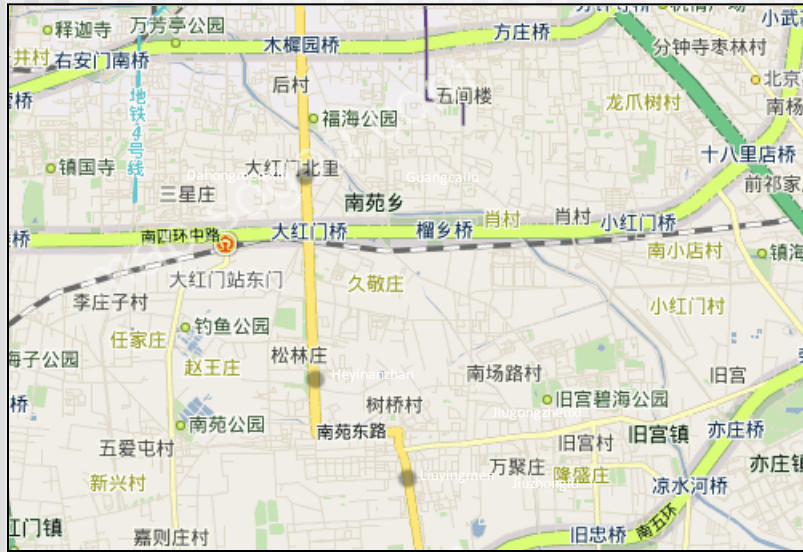 释迦寺
万芳亭公园
方庄桥
井村
右安门南桥
木樨园桥
分钟寺枣林村
后村
五间楼
北京
地铁4号线
福海公园
龙爪树村
南杨
镇国寺
大红门北里
十八里店桥
Guangcailu
前祁家
三星庄
南苑乡
肖村
肖村
小红门桥
南四环中路
大红门桥
榴乡桥
南小店村
镇海
大红门站东门
久敬庄
李庄子村
小红门村
钓鱼公园
任家庄
海子公园
赵王庄
松林庄
Heyinanzhan
南场路村
旧宫
旧宫碧海公园
树桥村
南苑公园
南苑东路
旧宫村
旧宫镇
亦庄桥
五爱屯村
万聚庄
隆盛庄
亦庄镇
新兴村
凉水河桥
红门镇
嘉则庄村
旧忠桥
南五环